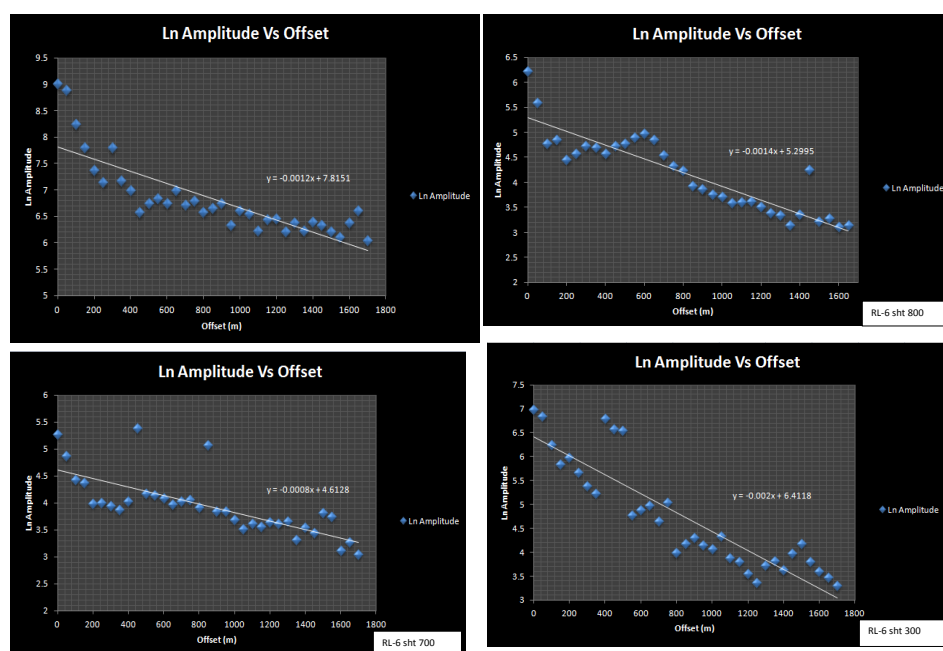 Ln Amplitude Vs Offset
9.5
9
8.5
8
7.5
7
6.5
6
5.5
5
Ln Amplitude
y = -0.0012x + 7.8151
Ln Amplitude
0 200 400 600 800 1000 1200 1400 1600 1800
Offset (m)
Ln Amplitude Vs Offset
6.5
6
5.5
5
4.5
4
3.5
3
2.5
2
Ln Amplitude
y = -0.0014x + 5.2995
Ln Amplitude
0 200 400 600 800 1000 1200 1400 1600
Offset (m)
RL-6 sht 800
Ln Amplitude Vs Offset
6
5.5
5
4.5
4
3.5
3
2.5
2
Ln Amplitude
y = -0.0008x + 4.6128
Ln Amplitude
0 200 400 600 800 1000 1200 1400 1600 1800
Offset (m)
RL-6 sht 700
Ln Amplitude Vs Offset
7.5
7
6.5
6
5.5
5
4.5
4
3.5
3
Ln Amplitude
y = -0.002x + 6.4118
Ln Amplitude
0 200 400 600 800 1000 1200 1400 1600 1800
Offset (m)
RL-6 sht 300